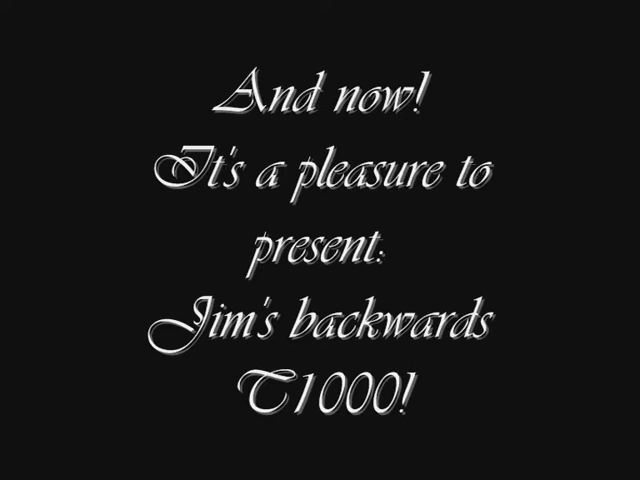 And now!
It's a pleasure to
present:
Jim's backwards
T1000!